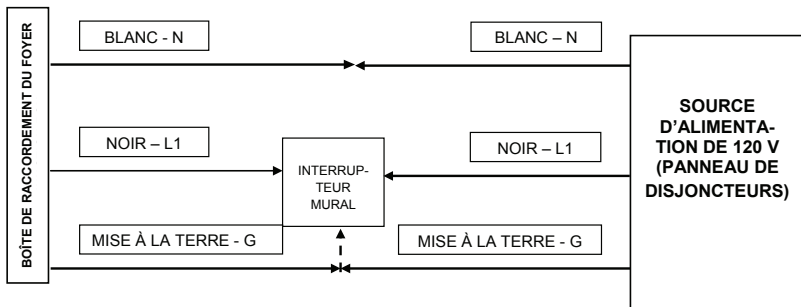 BOÎTE DE RACCORDEMENT DU FOYER
BLANC - N
BLANC – N
NOIR – L1
NOIR – L1
INTERRUP-
TEUR
MURAL
MISE À LA TERRE - G
MISE À LA TERRE - G
SOURCE
D'ALIMENTA-
TION DE 120 V
(PANNEAU DE
DISJONCTEURS)